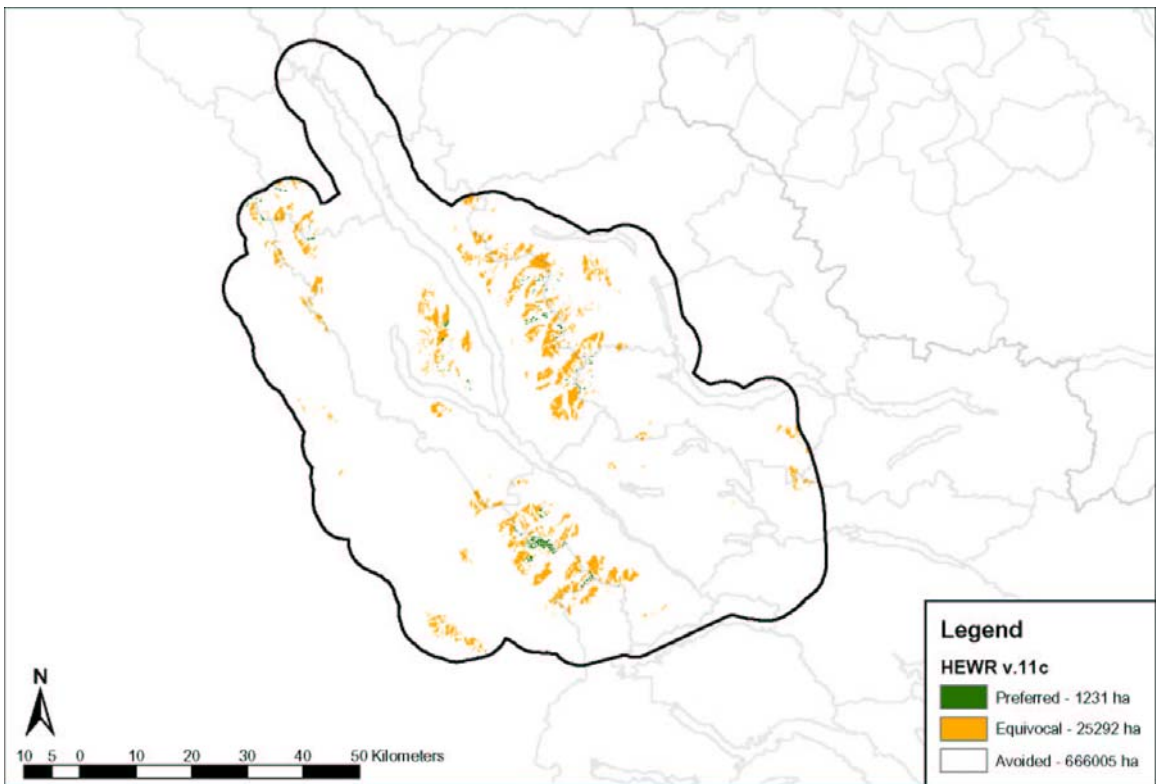 Legend
HEWR v.11c
Preferred - 1231 ha
Equivocal - 25292 ha
Avoided - 666005 ha
N
10 5 0 10 20 30 40 50 Kilometers